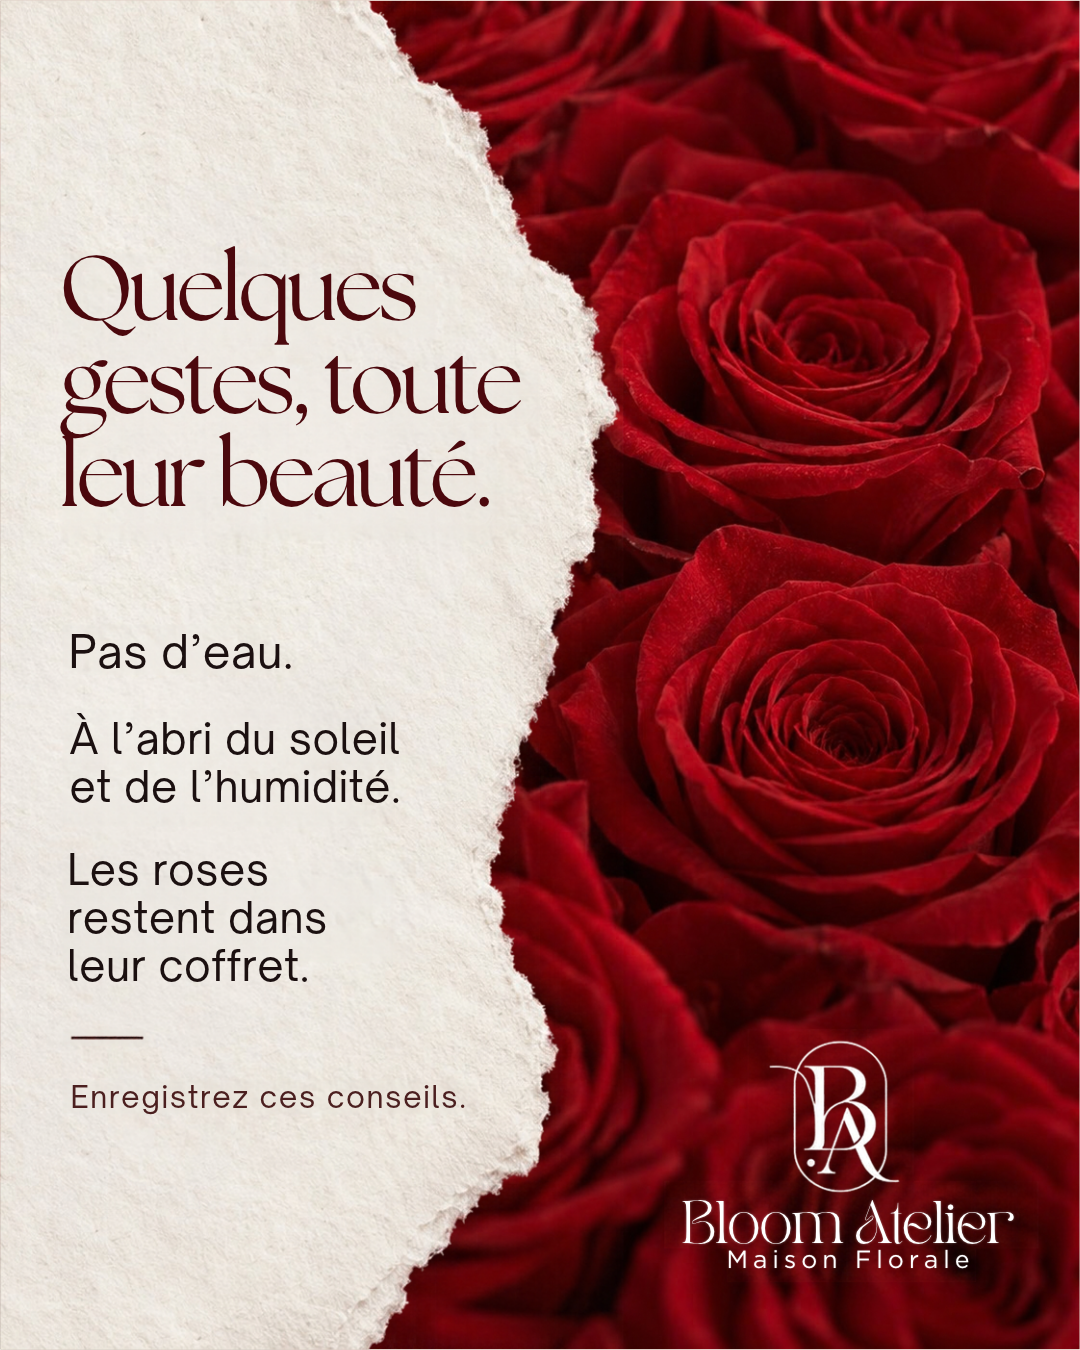 Quelques
gestes, toute
leur beauté.
Pas d’eau.
À l’abri du soleil
et de l’humidité.
Les roses
restent dans
leur coffret.
Enregistrez ces conseils.
BA
Bloom Atelier
Maison Florale